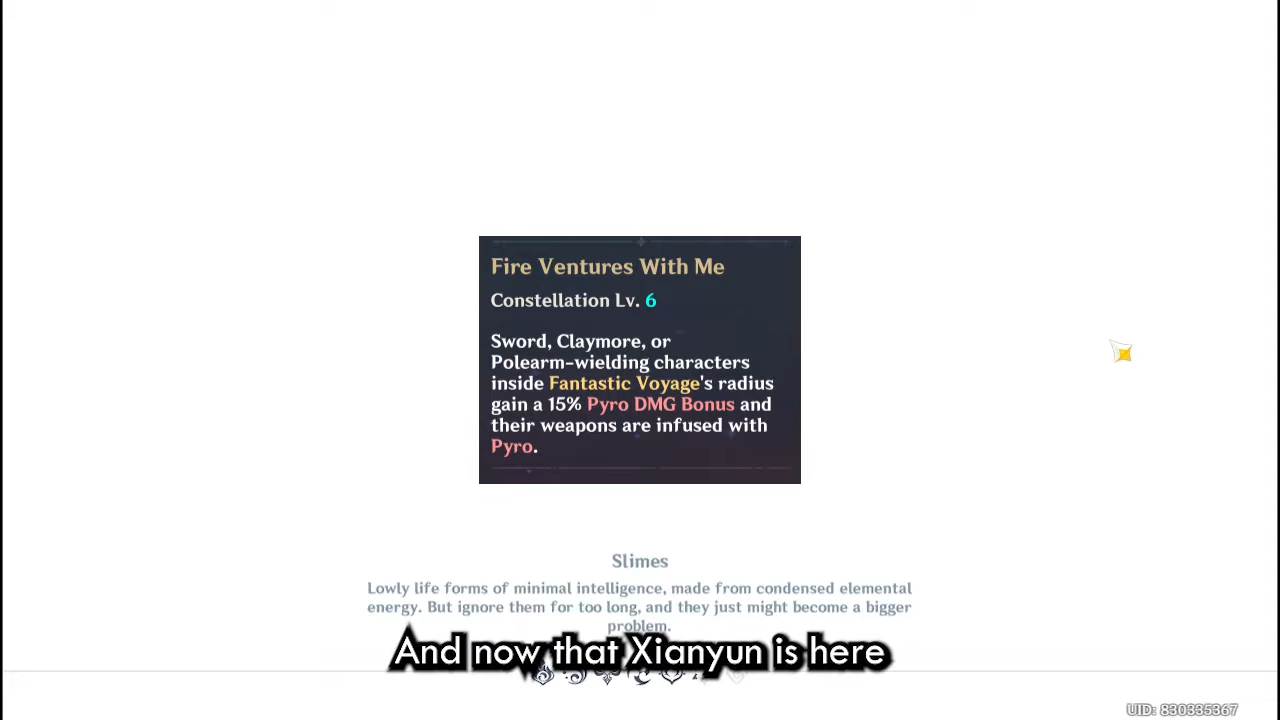 Fire Ventures With Me
Constellation Lv. 6
Sword, Claymore, or
Polearm-wielding characters
inside Fantastic Voyage's radius
gain a 15% Pyro DMG Bonus and
their weapons are infused with
Pyro.
Slimes
Lowly life forms of minimal intelligence, made from condensed elemental
energy. But ignore them for too long, and they just might become a bigger
problem.
And now that Xianyun is here
UID: 830335367